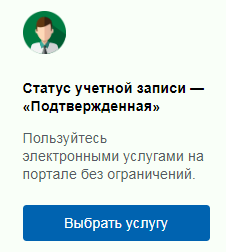 Статус учетной записи —
«Подтвержденная»
Пользуйтесь
электронными услугами на
портале без ограничений.
Выбрать услугу